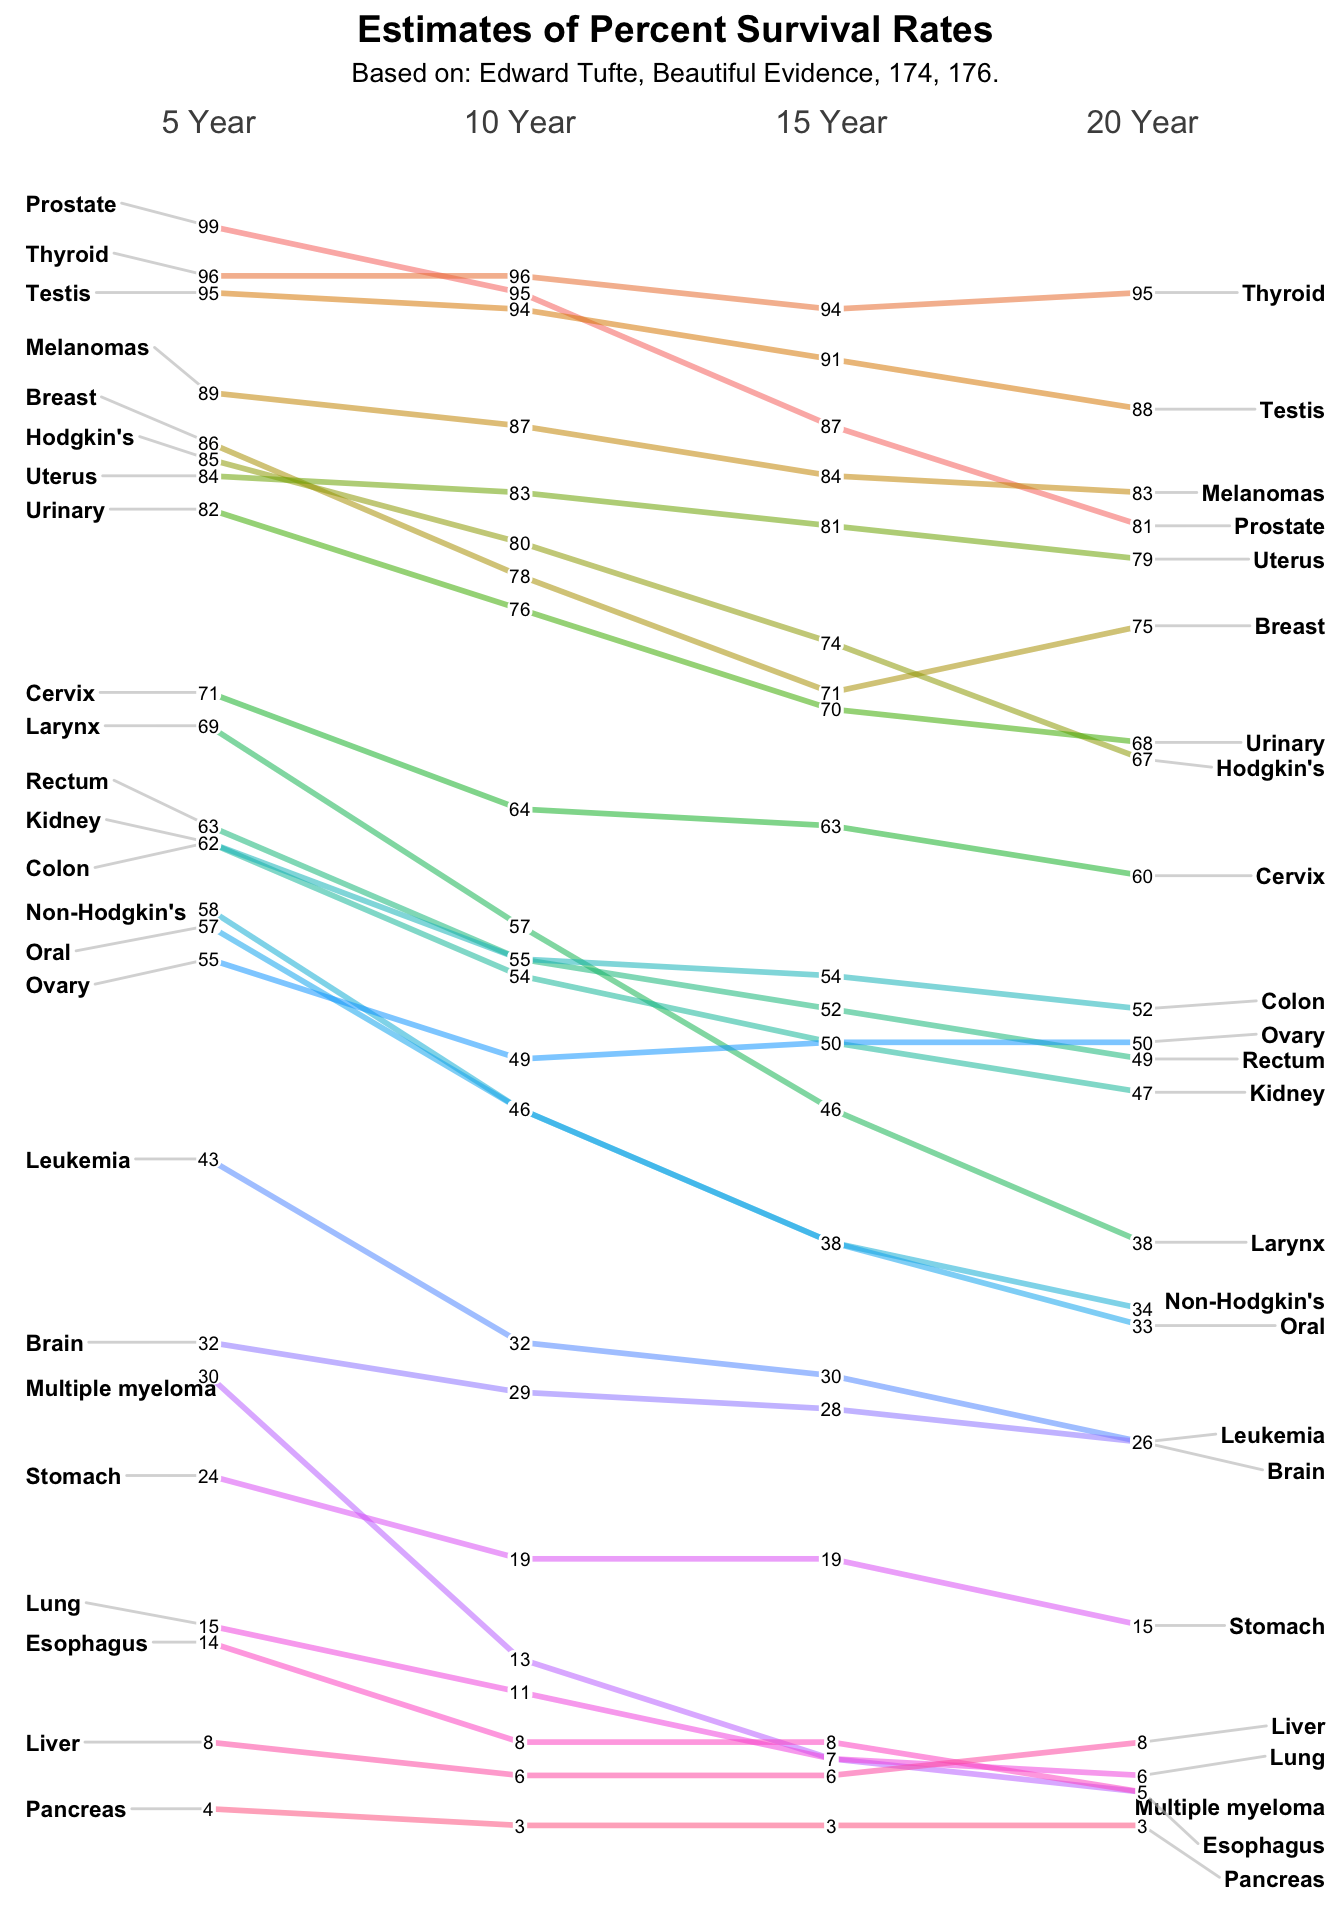 Estimates of Percent Survival Rates
Based on: Edward Tufte, Beautiful Evidence, 174, 176.
5 Year 10 Year 15 Year 20 Year
Prostate
99
Thyroid
96 96
Testis 95 95 95 Thyroid
94 94
Melanomas
91
89
Breast 88 Testis
87 87
Hodgkin's 86
85
Uterus 84 84
83 83 Melanomas
Urinary 82
81 81 Prostate
80
79 Uterus
78
76
75 Breast
74
Cervix 71 71
70
Larynx 69
68 Urinary
67 Hodgkin's
Rectum
64
Kidney 63 63
62
Colon
60 Cervix
Non-Hodgkin's 58
57 57
Oral
55 55
Ovary
54 54
52 52 Colon
50 50 Ovary
49 49 Rectum
47 Kidney
46 46
Leukemia 43
38 38 Larynx
34 Non-Hodgkin's
33 Oral
Brain 32 32
30 30
Multiple myeloma
29
28
26 Leukemia
Brain
Stomach 24
19 19
Lung
15 15 Stomach
Esophagus 14
13
11
Liver
Liver 8 8 8 8
7 Lung
6 6 6
5
Multiple myeloma
Pancreas 4
3 3 3
Esophagus
Pancreas